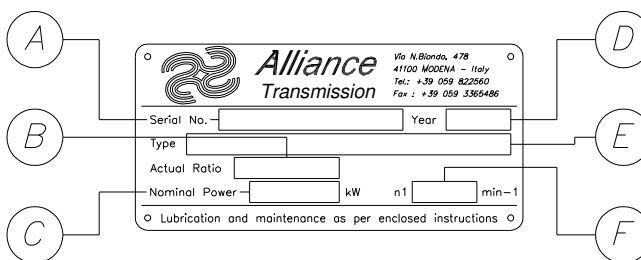 A
D
Alliance
Transmission
Via N.Biondo, 478
41100 MODENA - Italy
Tel.: +39 059 822560
Fax : +39 059 3365486
Serial No.
Year
B
Type
E
Actual Ratio
Nominal Power
kW
n1
min-1
C
F
Lubrication and maintenance as per enclosed instructions